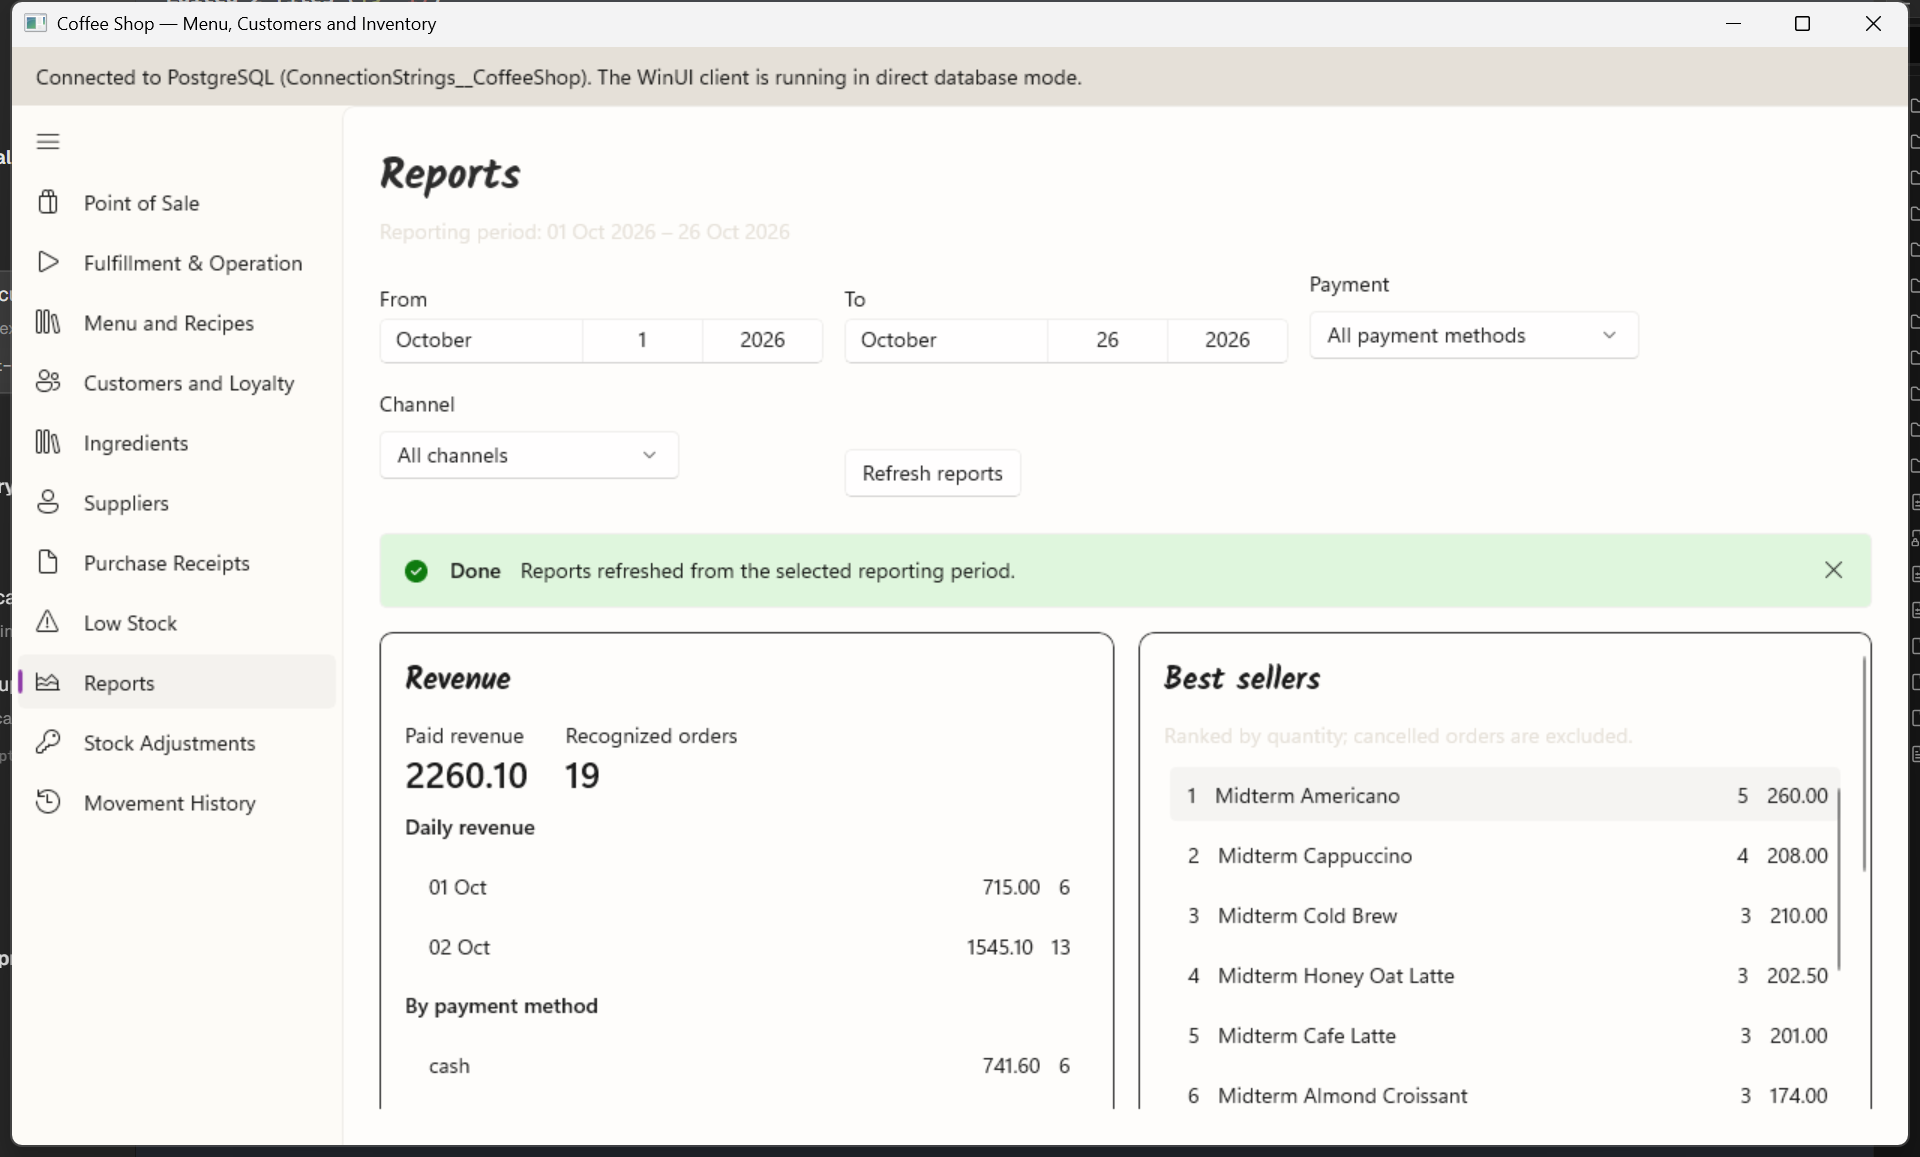 Coffee Shop — Menu, Customers and Inventory
Connected to PostgreSQL (ConnectionStrings__CoffeeShop). The WinUI client is running in direct database mode.
Point of Sale
Fulfillment & Operation
Menu and Recipes
Customers and Loyalty
Ingredients
Suppliers
Purchase Receipts
Low Stock
Reports
Stock Adjustments
Movement History
Reports
Reporting period: 01 Oct 2026 – 26 Oct 2026
From
October 1 2026
To
October 26 2026
Payment
All payment methods
Channel
All channels
Refresh reports
Done Reports refreshed from the selected reporting period.
Revenue
Paid revenue Recognized orders
2260.10 19
Daily revenue
01 Oct 715.00 6
02 Oct 1545.10 13
By payment method
cash 741.60 6
Best sellers
Ranked by quantity; cancelled orders are excluded.
1 Midterm Americano 5 260.00
2 Midterm Cappuccino 4 208.00
3 Midterm Cold Brew 3 210.00
4 Midterm Honey Oat Latte 3 202.50
5 Midterm Cafe Latte 3 201.00
6 Midterm Almond Croissant 3 174.00